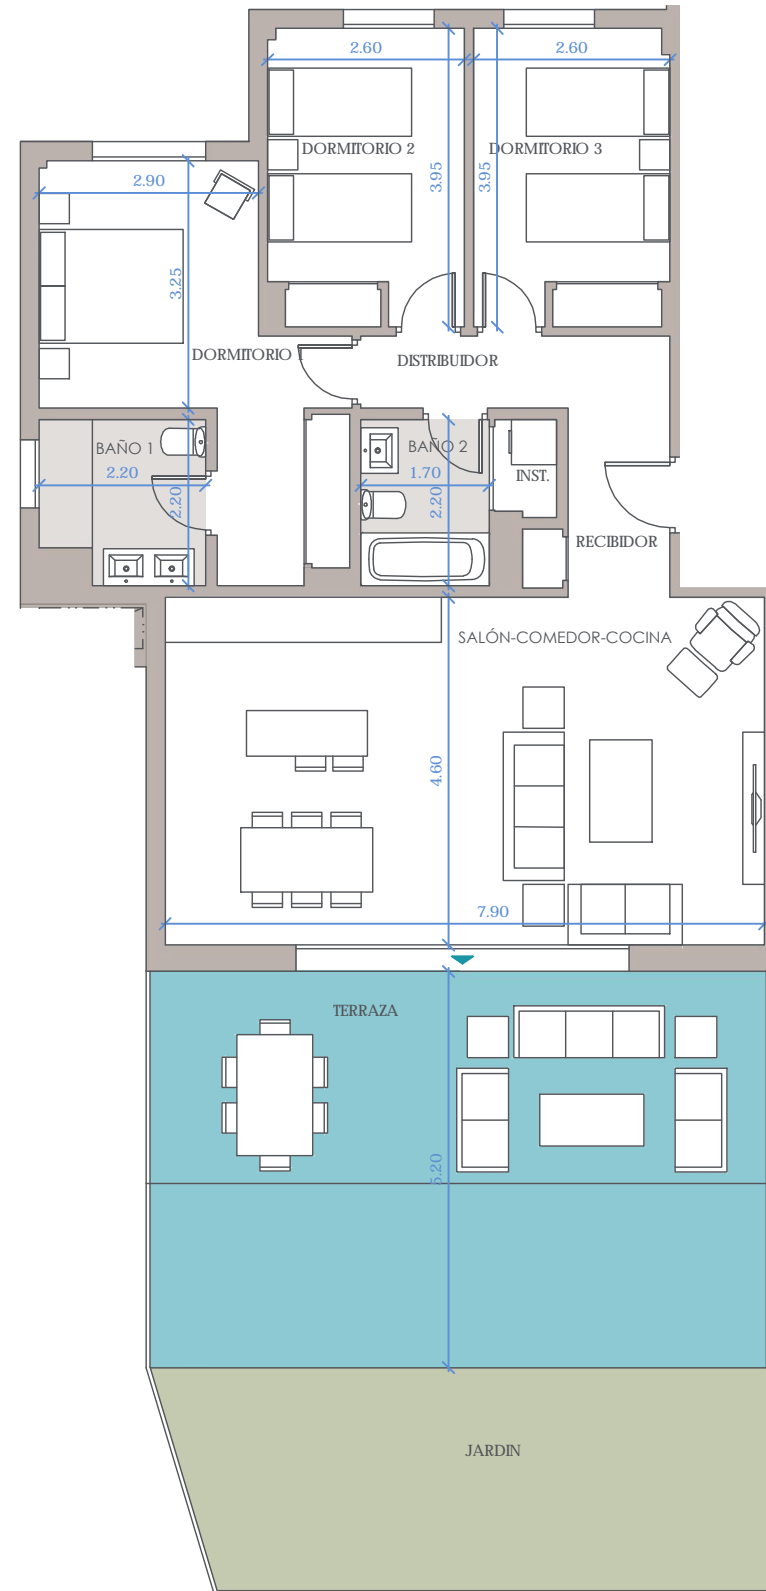 2.60
2.60
DORMITORIO 2
DORMITORIO 3
3.95
3.95
2.90
3.25
DORMITORIO 1
DISTRIBUIDOR
BAÑO 1
BAÑO 2
2.20
2.20
1.70
2.20
INST.
RECIBIDOR
SALÓN-COMEDOR-COCINA
4.60
7.90
TERRAZA
5.20
JARDIN